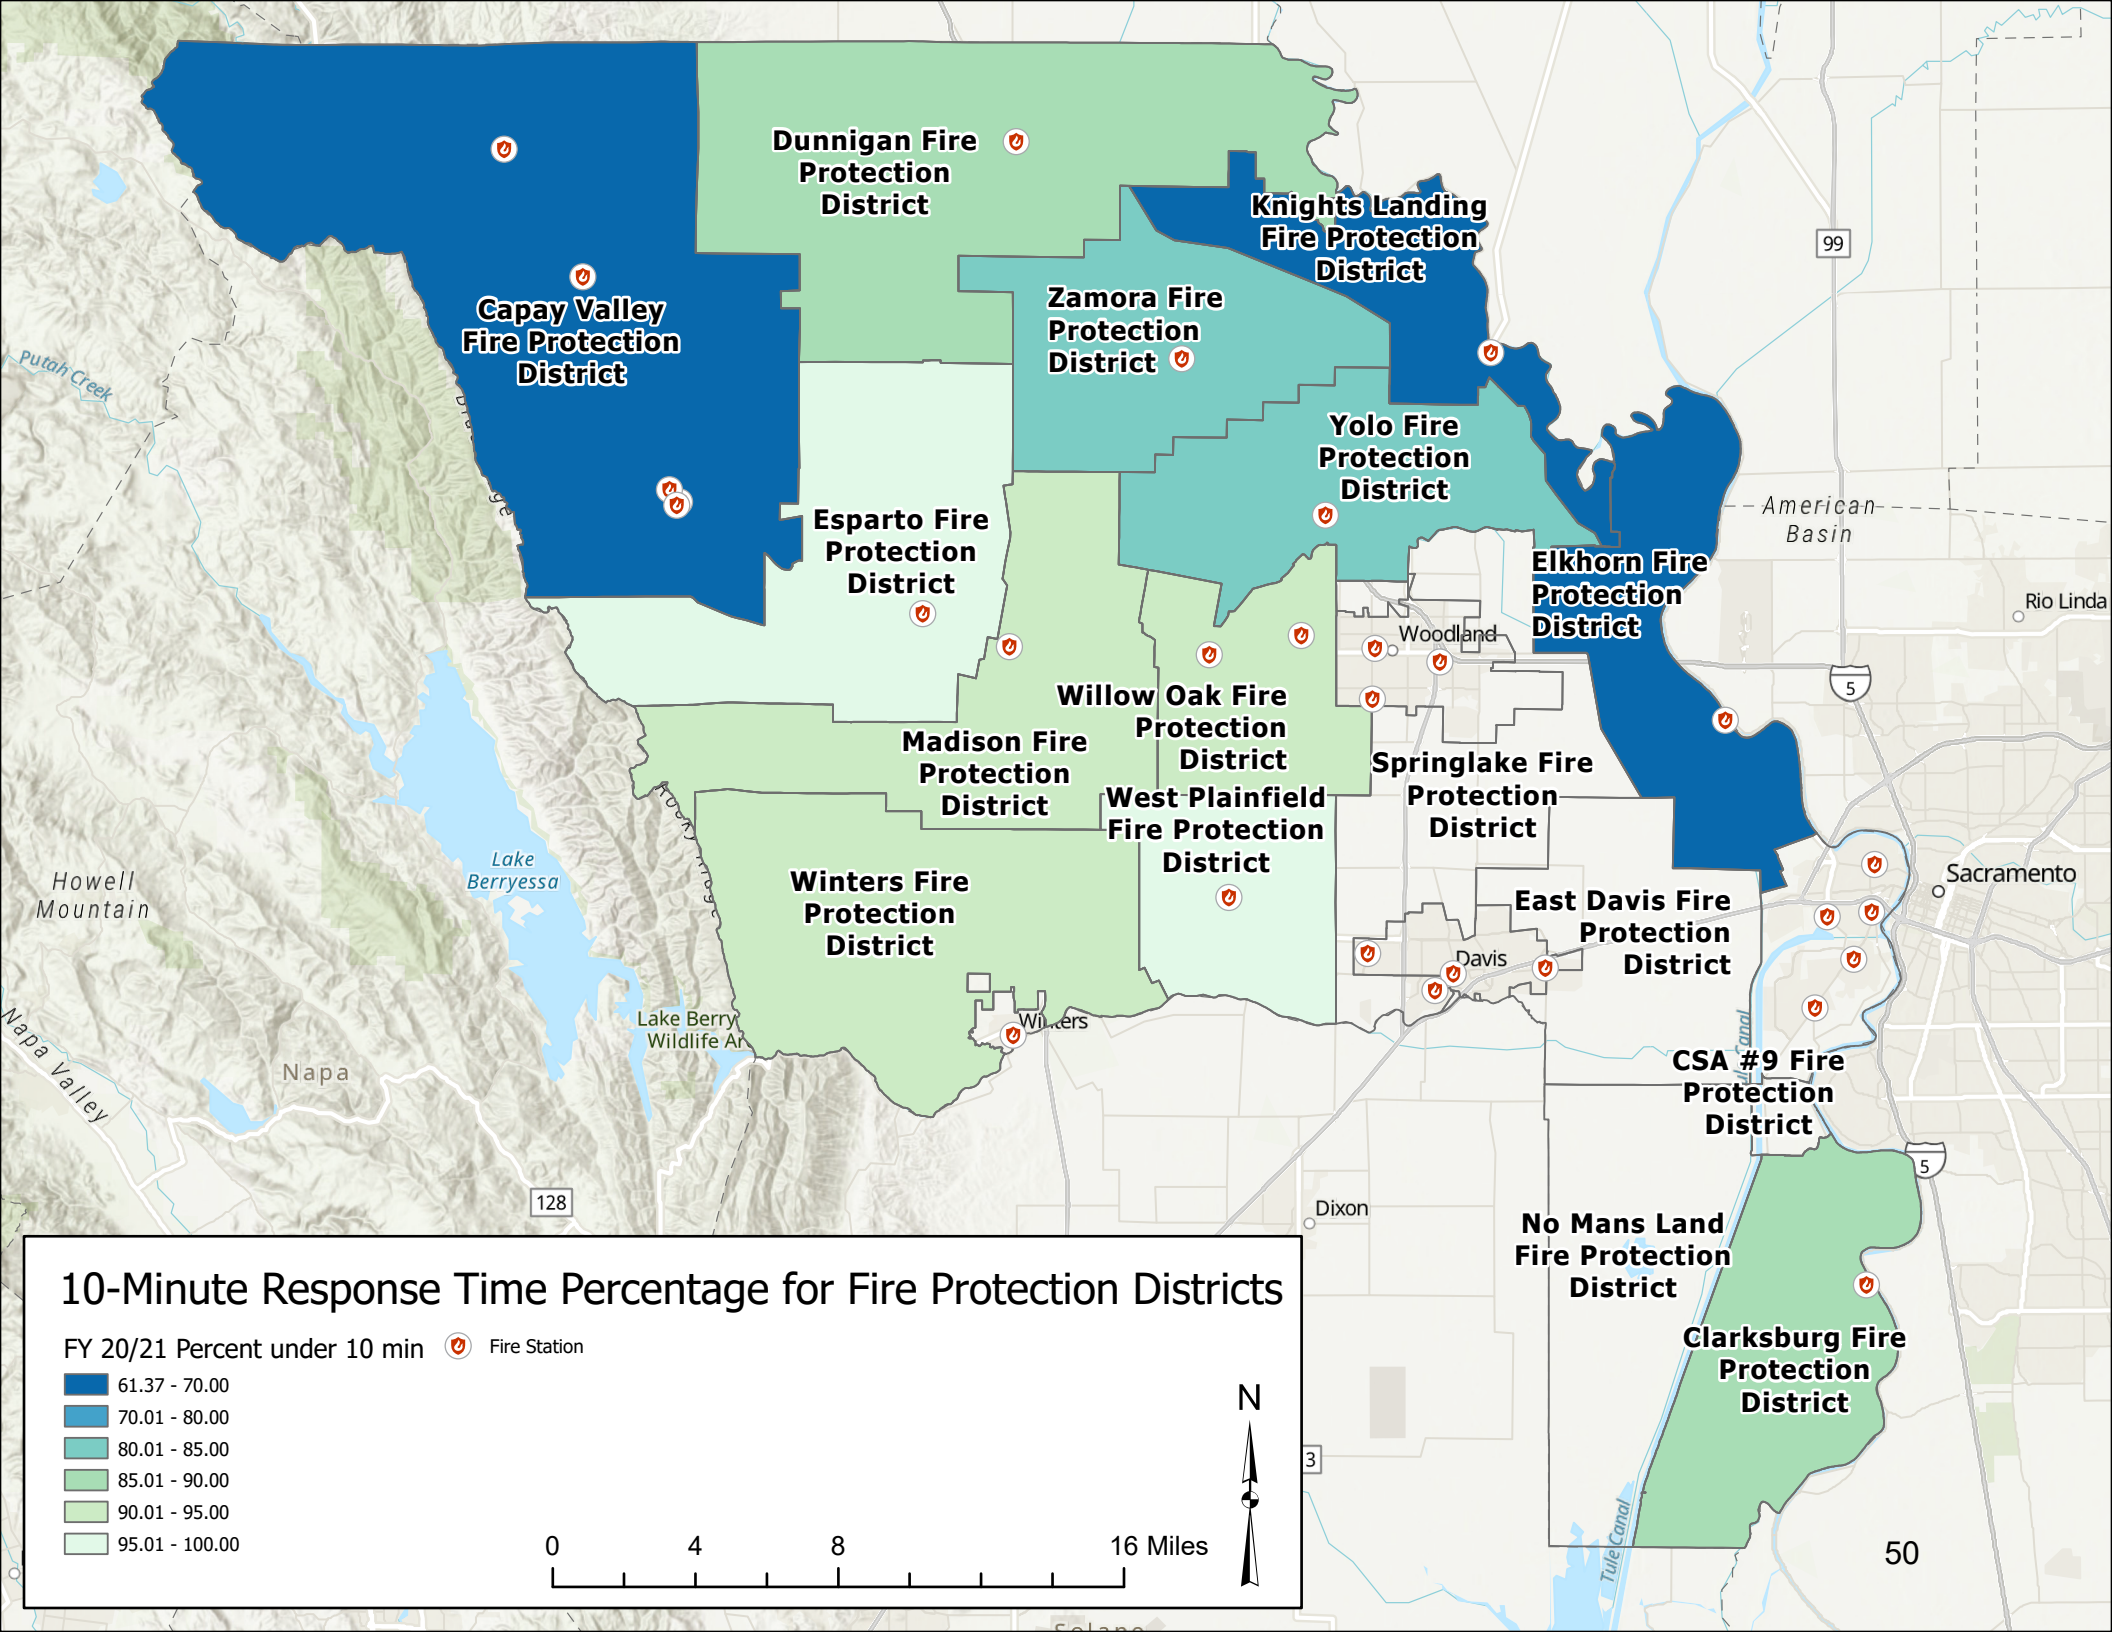 Dunnigan Fire
Protection
District
Knights Landing
Fire Protection
District
99
Capay Valley
Fire Protection
District
Zamora Fire
Protection
District
Putah Creek
Yolo Fire
Protection
District
American
Basin
Esparto Fire
Protection
District
Elkhorn Fire
Protection
District
Rio Linda
Woodland
5
Willow Oak Fire
Protection
District
Madison Fire
Protection
District
Springlake Fire
Protection
District
West Plainfield
Fire Protection
District
Rocky Ridge
Lake
Berryessa
Howell
Mountain
Winters Fire
Protection
District
Sacramento
East Davis Fire
Protection
District
Davis
Lake Berry
Wildlife Ar
Winters
Napa Valley
Napa
Canal
CSA #9 Fire
Protection
District
5
128
Dixon
No Mans Land
Fire Protection
District
Clarksburg Fire
Protection
District
10-Minute Response Time Percentage for Fire Protection Districts
FY 20/21 Percent under 10 min
Fire Station
61.37 - 70.00
70.01 - 80.00
80.01 - 85.00
85.01 - 90.00
90.01 - 95.00
95.01 - 100.00
N
0 4 8 16 Miles
3
Tule Canal
50
Solano